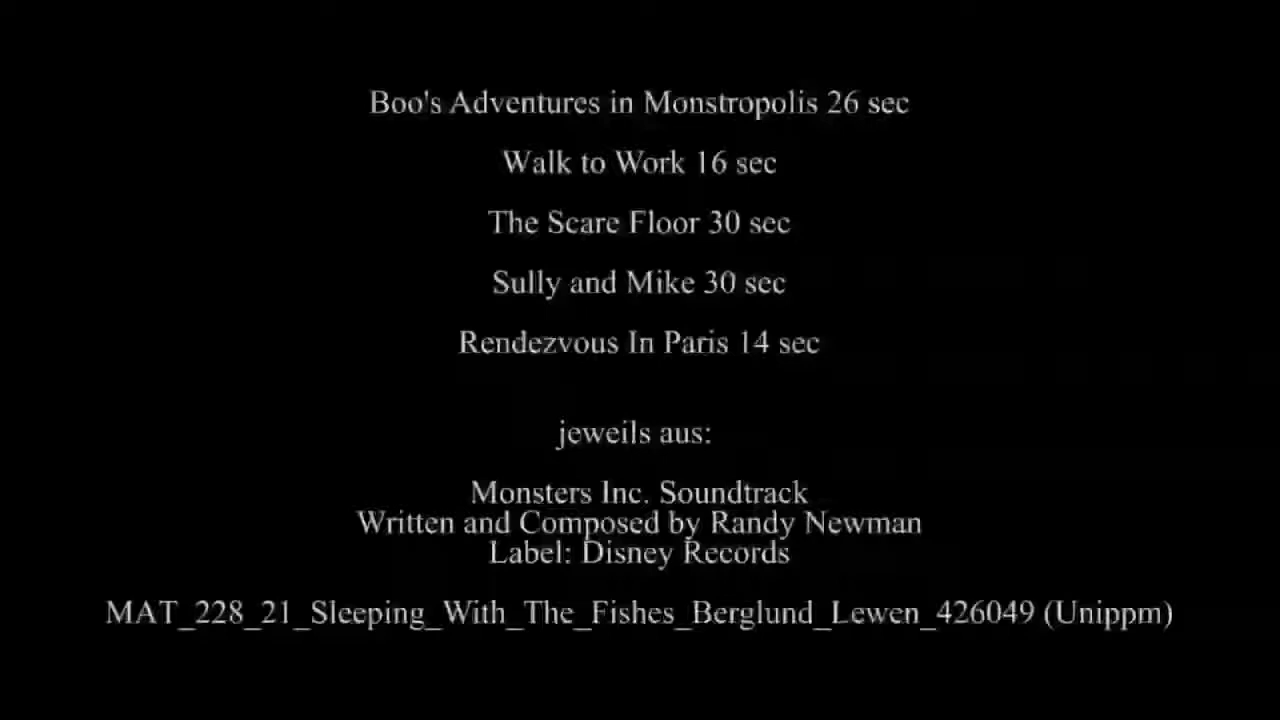 Boo's Adventures in Monstropolis 26 sec
Walk to Work 16 sec
The Scare Floor 30 sec
Sully and Mike 30 sec
Rendezvous In Paris 14 sec
jeweils aus:
Monsters Inc. Soundtrack
Written and Composed by Randy Newman
Label: Disney Records
MAT_228_21_Sleeping_With_The_Fishes_Berglund_Lewen_426049 (Unippm)